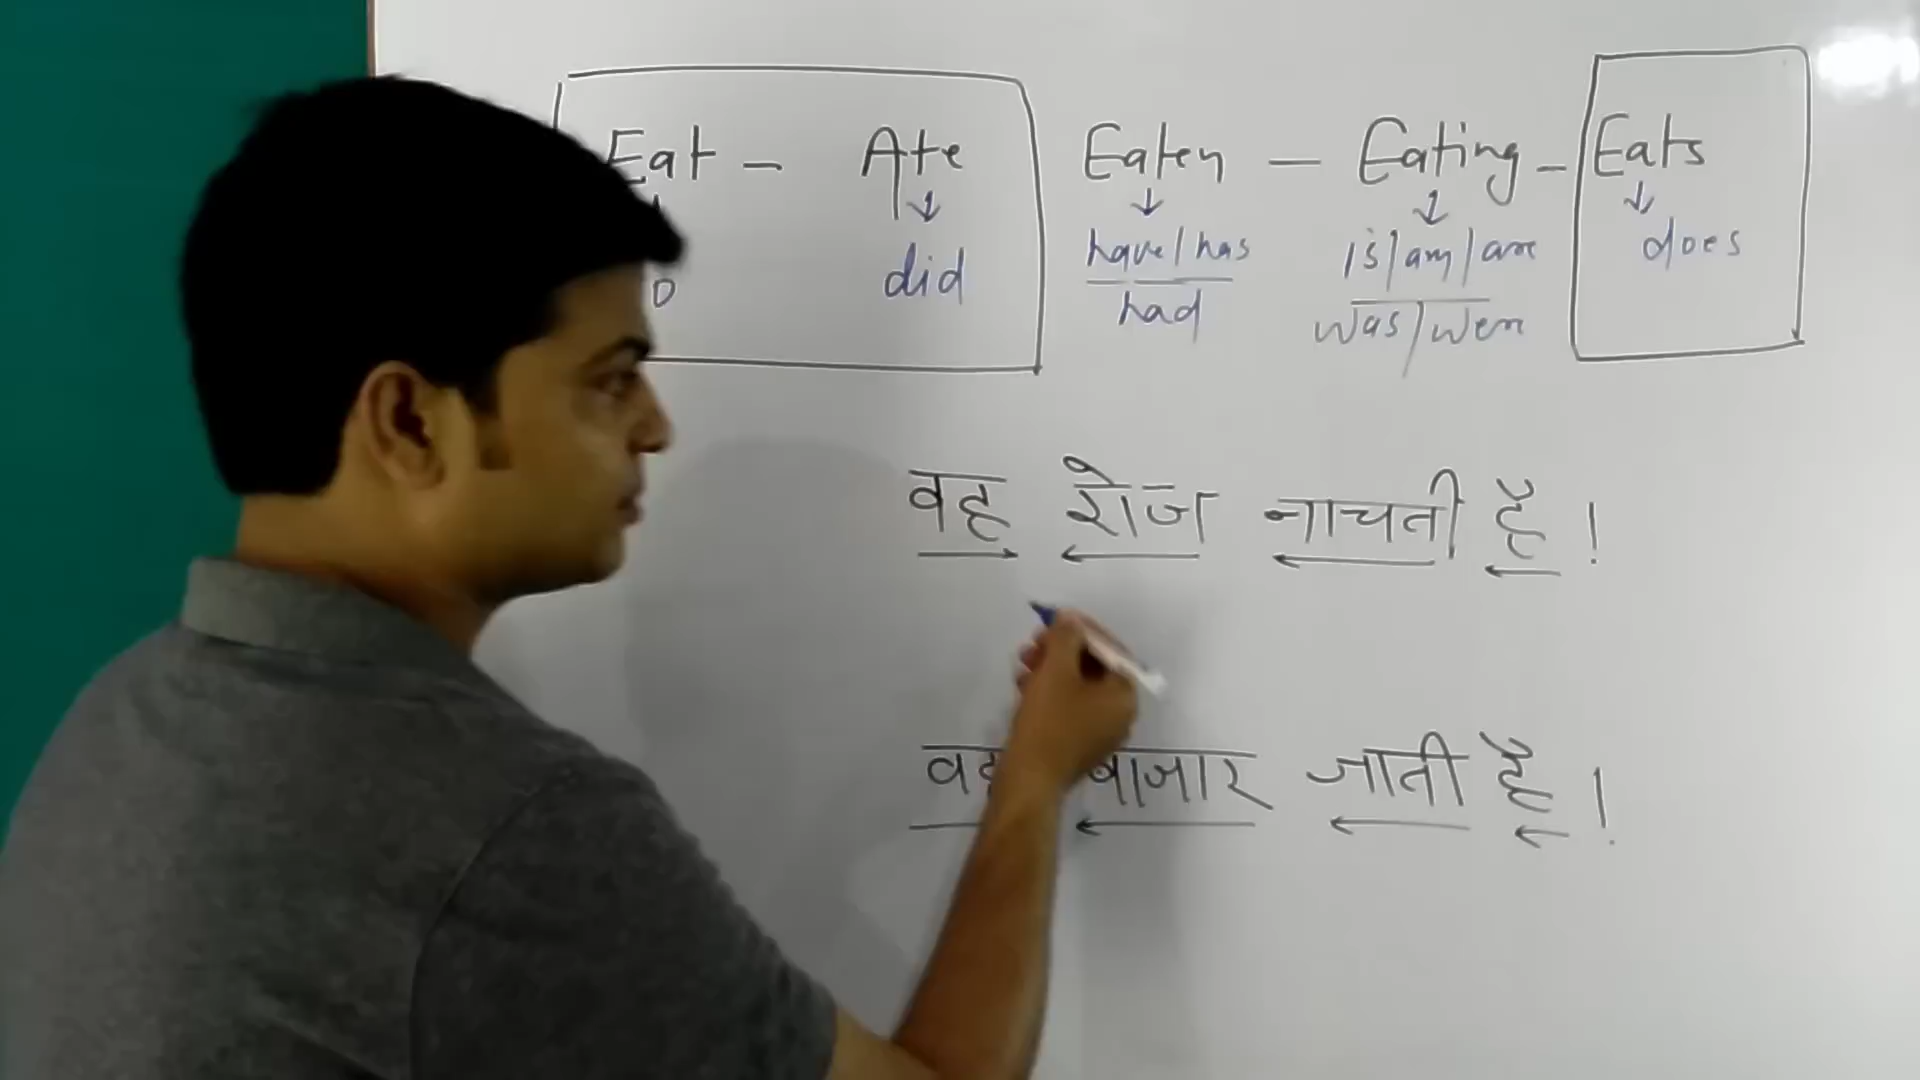 Eat - Ate Eaten - Eating - Eats
did have/has is/am/are does
had was/were
वह रोज नाचती है !
वह बाजार जाती है !